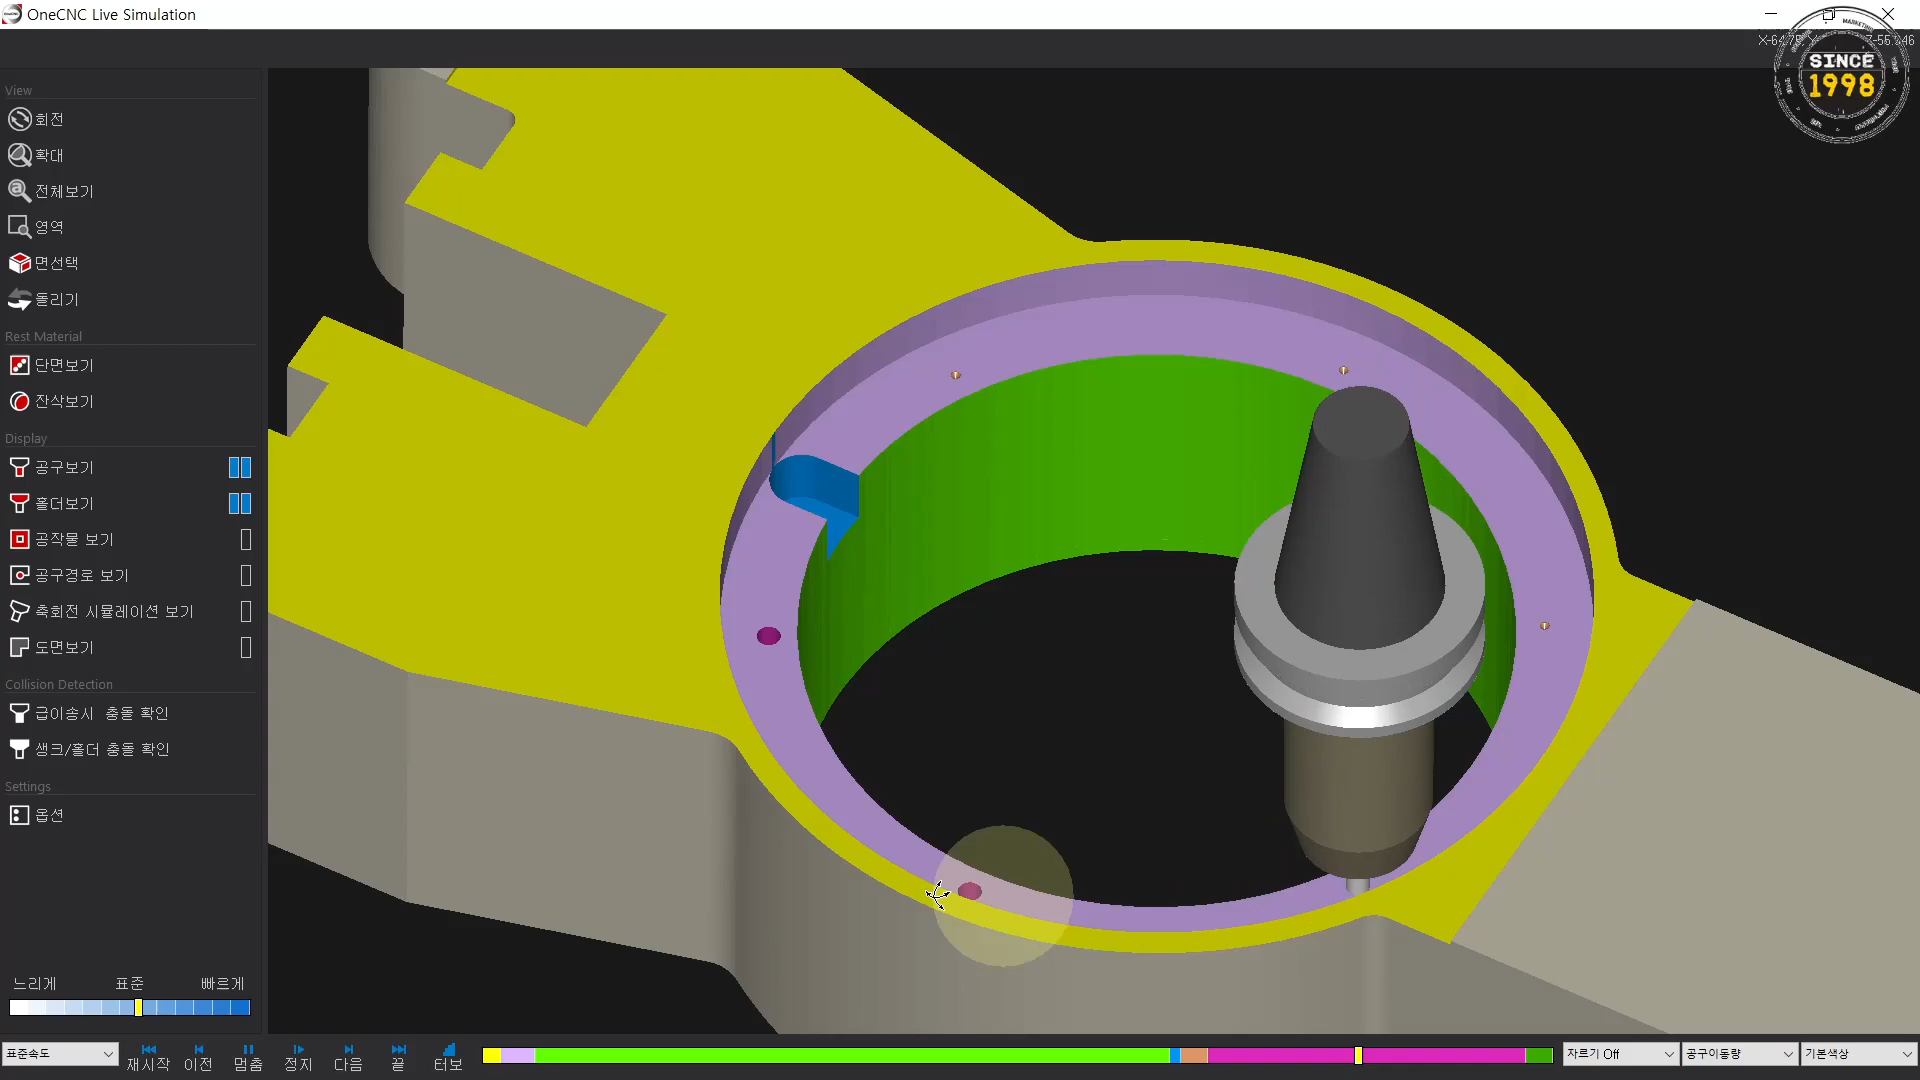 OneCNC Live Simulation
SINCE
1998
View
회전
확대
전체보기
영역
면선택
돌리기
Rest Material
단면보기
잔삭보기
Display
공구보기
홀더보기
공작물 보기
공구경로 보기
축회전 시뮬레이션 보기
도면보기
Collision Detection
급이송시 충돌 확인
생크/홀더 충돌 확인
Settings
옵션
느리게 표준 빠르게
표준속도 재시작 이전 멈춤 정지 다음 끝 터보 자르기 Off 공구이동량 기본색상